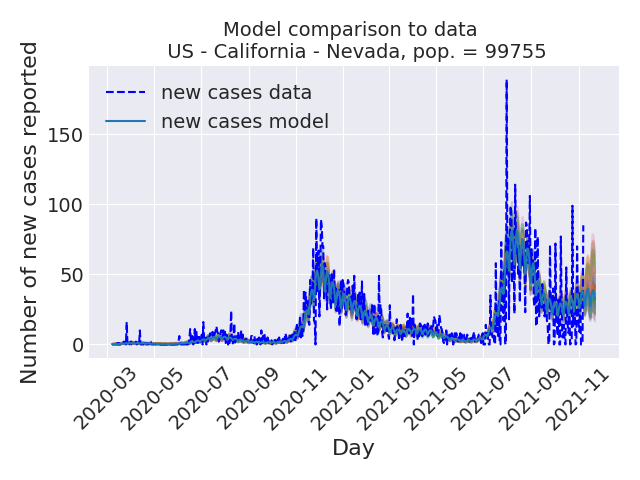 Model comparison to data
US - California - Nevada, pop. = 99755
Number of new cases reported
new cases data
new cases model
150
100
50
0
2020-03
2020-05
2020-07
2020-09
2020-11
2021-01
2021-03
2021-05
2021-07
2021-09
2021-11
Day